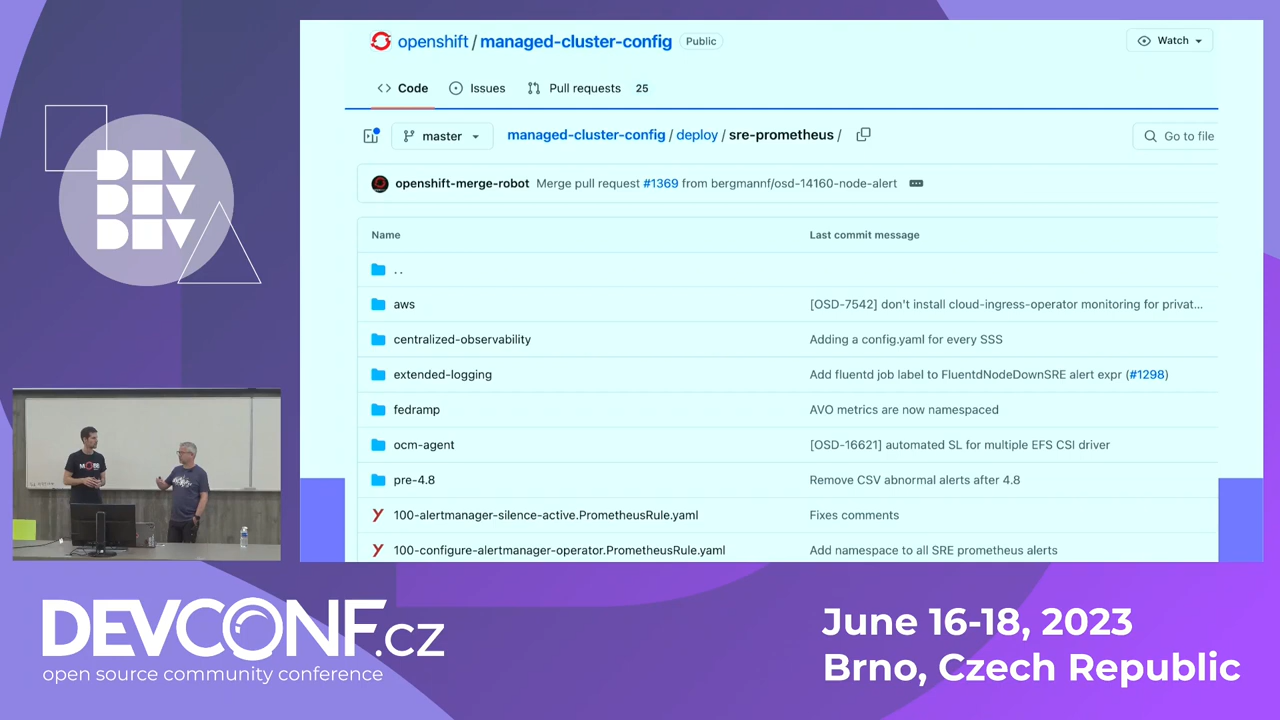 openshift / managed-cluster-config Public Watch
Code Issues Pull requests 25
master managed-cluster-config / deploy / sre-prometheus / Go to file
openshift-merge-robot Merge pull request #1369 from bergmannf/osd-14160-node-alert
Name Last commit message
..
aws [OSD-7542] don't install cloud-ingress-operator monitoring for privat...
centralized-observability Adding a config.yaml for every SSS
extended-logging Add fluentd job label to FluentdNodeDownSRE alert expr (#1298)
fedramp AVO metrics are now namespaced
ocm-agent [OSD-16621] automated SL for multiple EFS CSI driver
pre-4.8 Remove CSV abnormal alerts after 4.8
100-alertmanager-silence-active.PrometheusRule.yaml Fixes comments
100-configure-alertmanager-operator.PrometheusRule.yaml Add namespace to all SRE prometheus alerts
DEV
DEV
DEV
DEVCONF.cz
open source community conference
June 16-18, 2023
Brno, Czech Republic